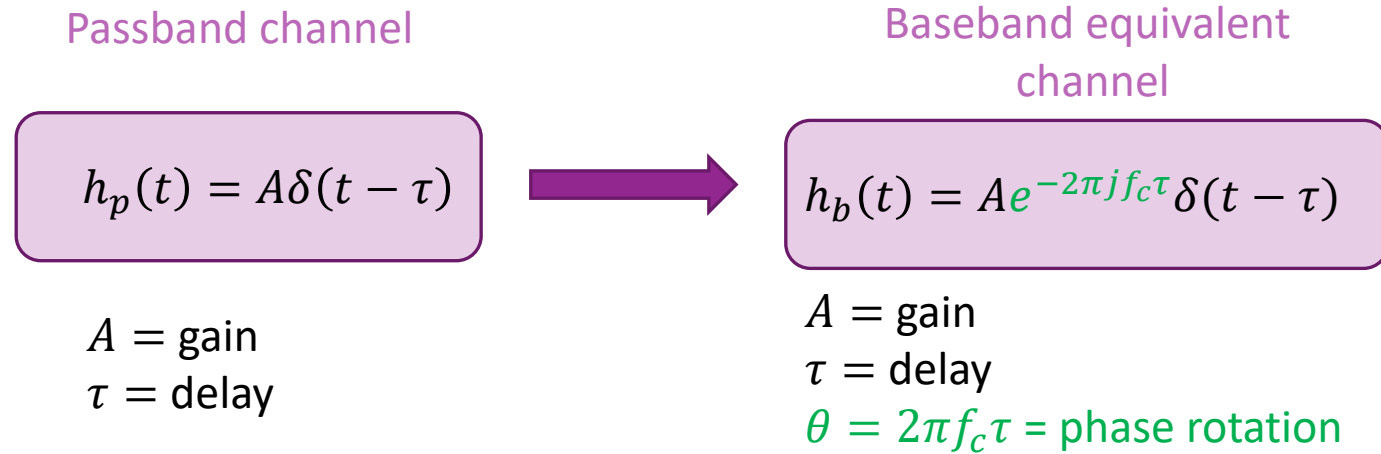 Passband channel
h_p(t) = Aδ(t − τ)
A = gain
τ = delay
Baseband equivalent
channel
h_b(t) = Ae^{−2πjf_cτ}δ(t − τ)
A = gain
τ = delay
θ = 2πf_cτ = phase rotation